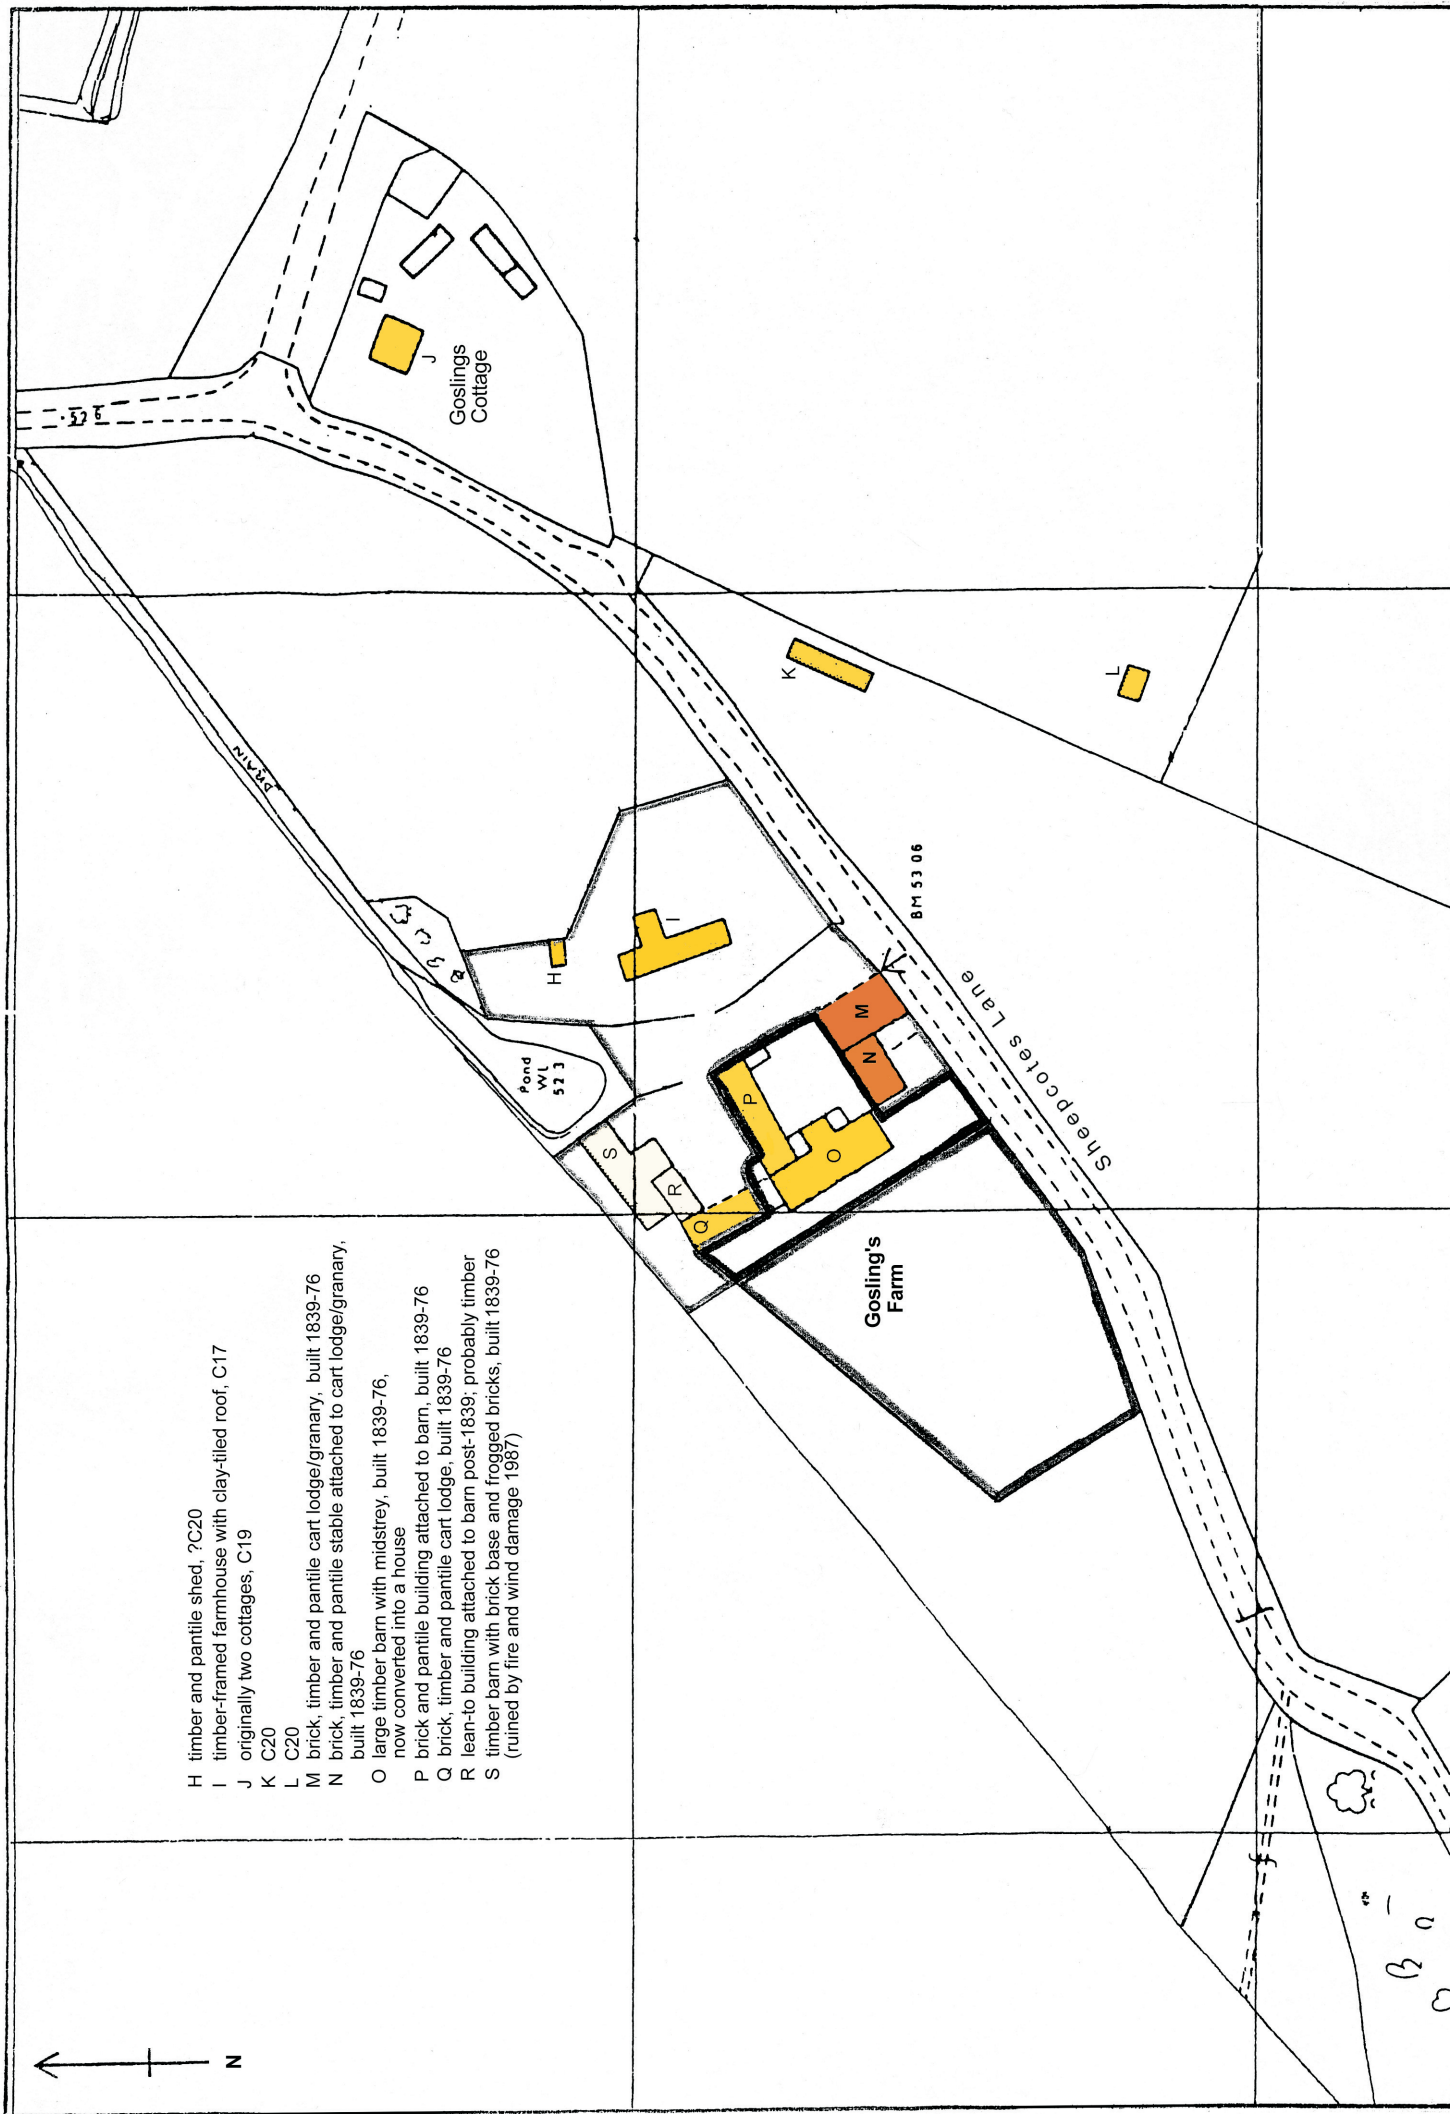 H timber and pantile shed, ?C20
I timber-framed farmhouse with clay-tiled roof, C17
J originally two cottages, C19
K C20
L C20
M brick, timber and pantile cart lodge/granary, built 1839-76
N brick, timber and pantile stable attached to cart lodge/granary,
built 1839-76
O large timber barn with midstrey, built 1839-76,
now converted into a house
P brick and pantile building attached to barn, built 1839-76
Q brick, timber and pantile cart lodge, built 1839-76
R lean-to building attached to barn post-1839; probably timber
S timber barn with brick base and frogged bricks, built 1839-76
(ruined by fire and wind damage 1987)
N
Gosling's
Farm
Sheepcotes Lane
BM 53 06
Pond
WL
52 3
DRAIN
Goslings
Cottage
.52 6
H
I
J
K
L
M
N
O
P
Q
R
S